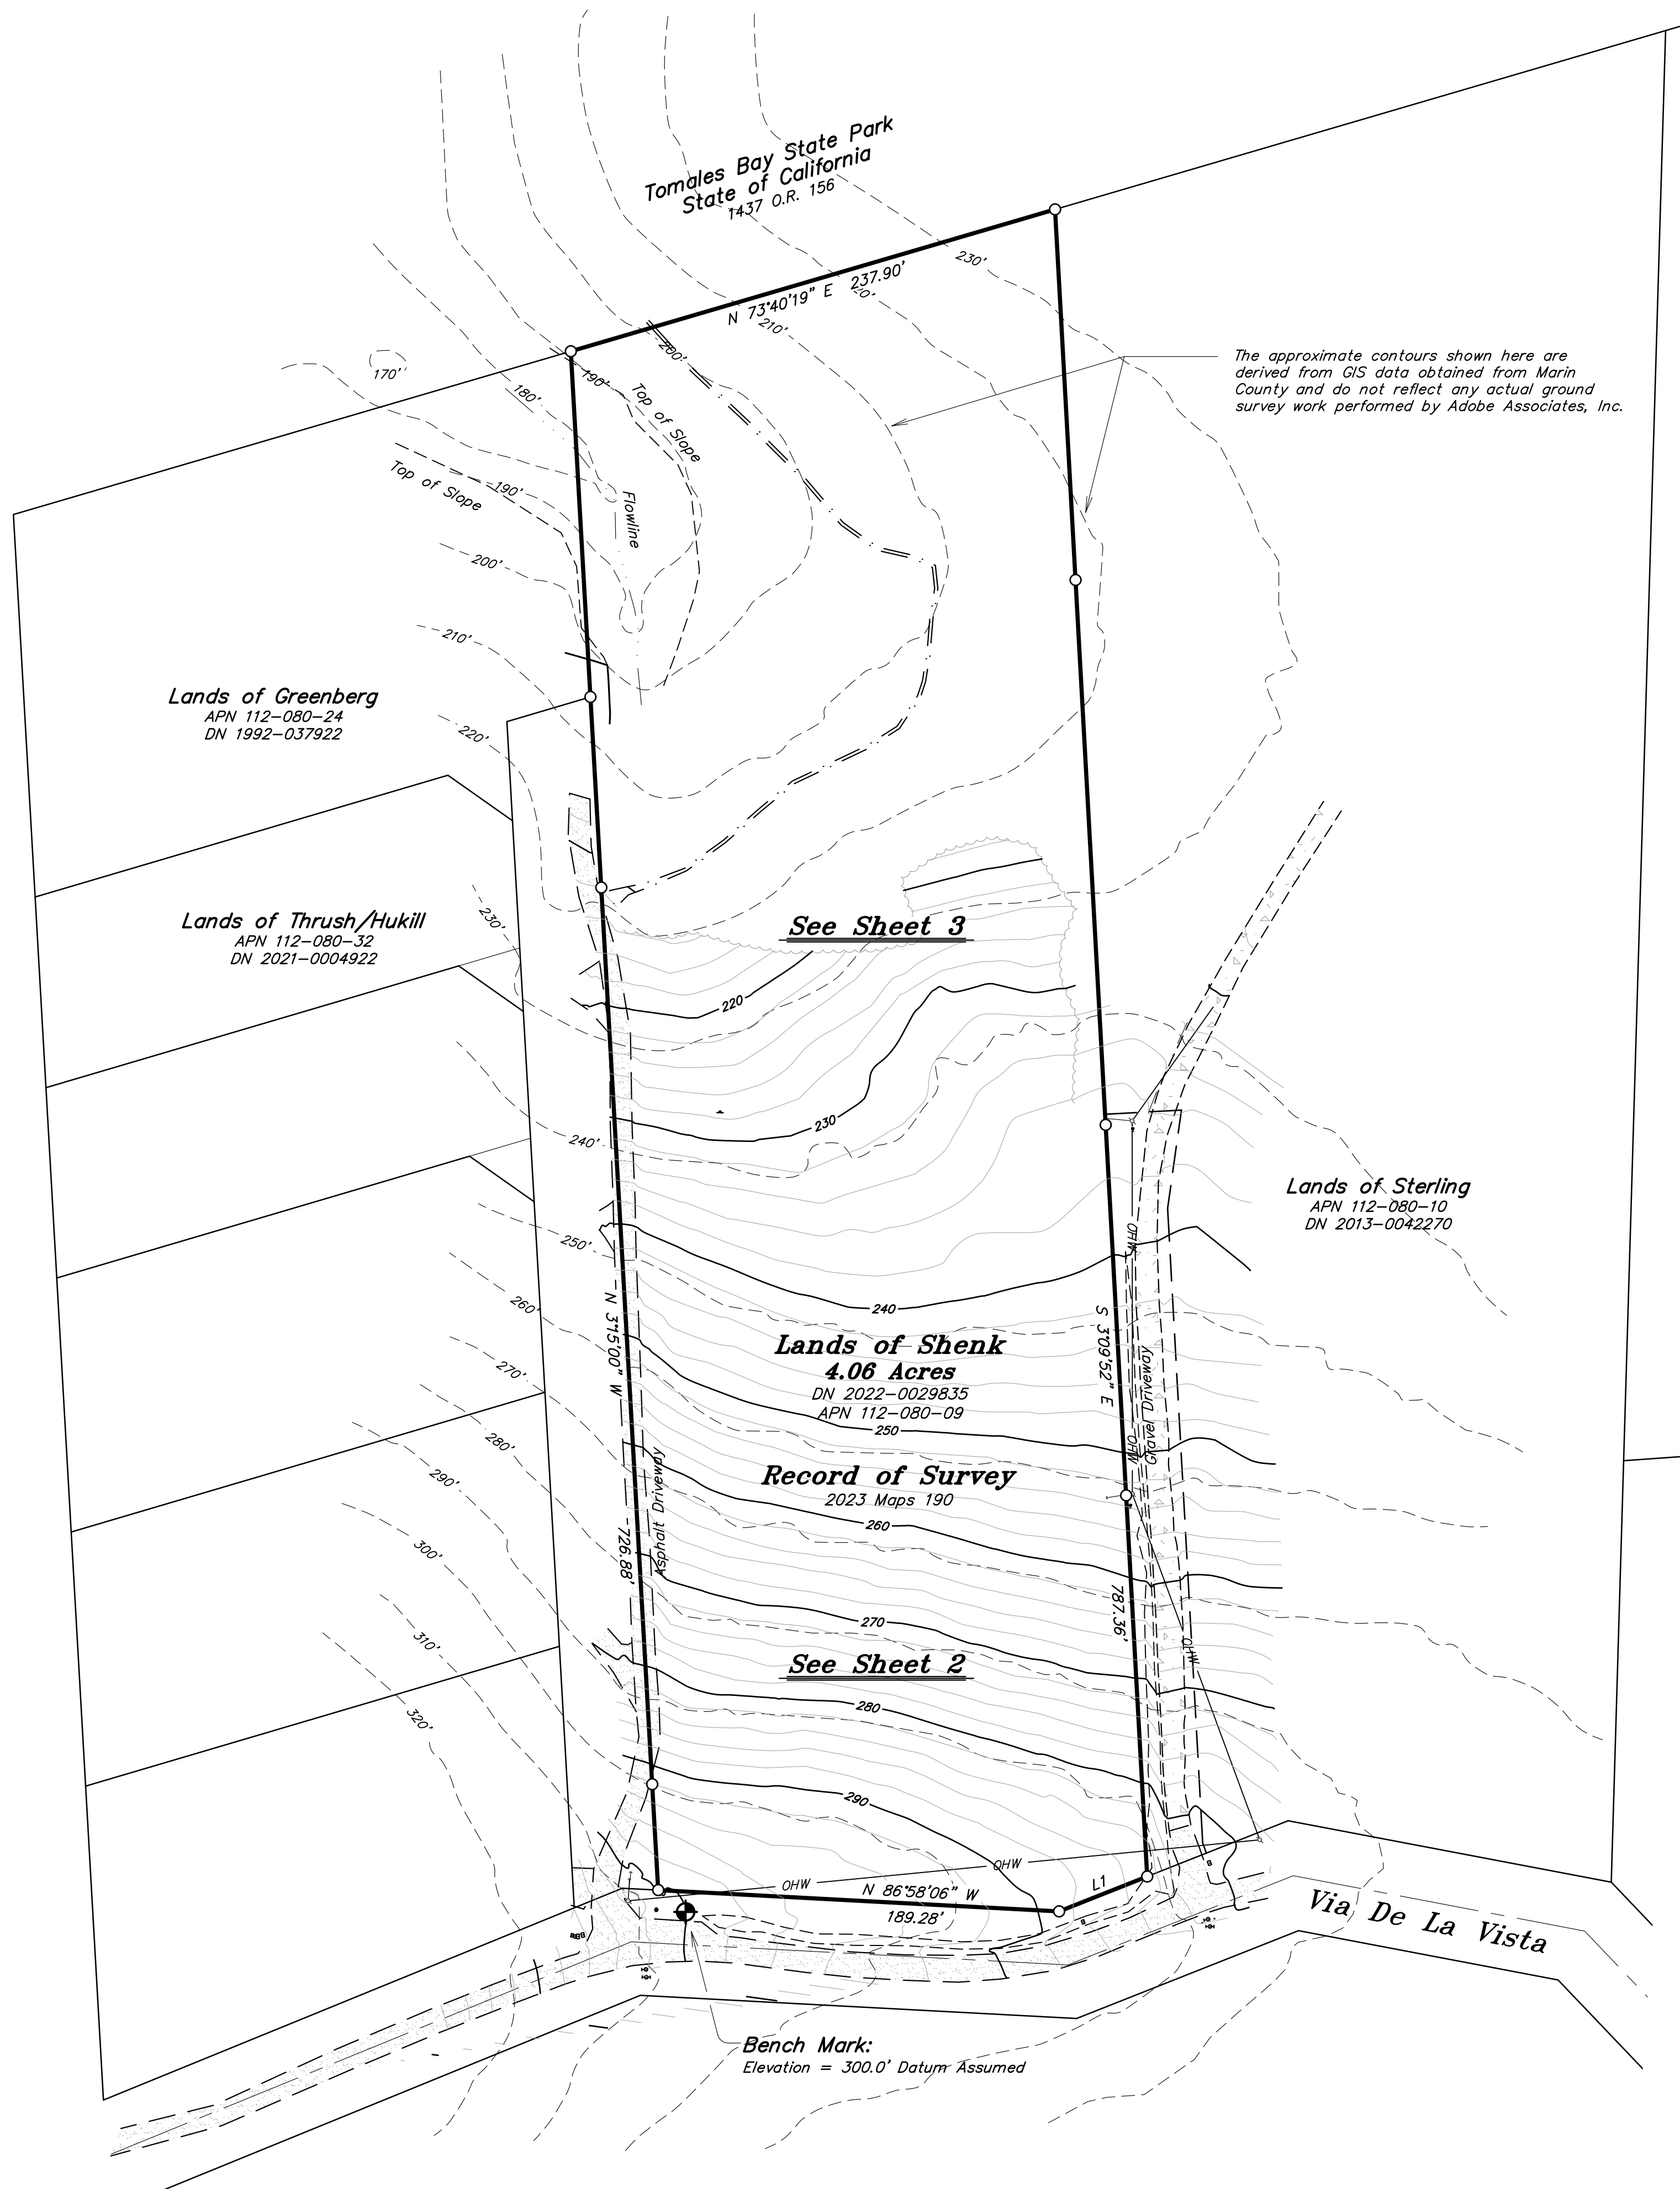 Tomales Bay State Park
State of California
1437 O.R. 156
230'
N 73°40'19" E 237.90'
20'
210'
200'
190'
170'
180'
Top of Slope
The approximate contours shown here are
derived from GIS data obtained from Marin
County and do not reflect any actual ground
survey work performed by Adobe Associates, Inc.
Top of Slope
190'
Flowline
200'
210'
Lands of Greenberg
APN 112-080-24
DN 1992-037922
220'
Lands of Thrush/Hukill
APN 112-080-32
DN 2021-0004922
230'
See Sheet 3
220
230
240'
Lands of Sterling
APN 112-080-10
DN 2013-0042270
OHW
250'
260'
240
N 3°15'00" W
S 3°09'52" E
Lands of Shenk
4.06 Acres
DN 2022-0029835
APN 112-080-09
250
270'
280'
OHW
Gravel Driveway
Record of Survey
2023 Maps 190
290'
260
Asphalt Driveway
300'
726.88'
787.36'
270
310'
OHW
See Sheet 2
280
320'
290
OHW
OHW
L1
N 86°58'06" W
189.28'
Via De La Vista
Bench Mark:
Elevation = 300.0' Datum Assumed